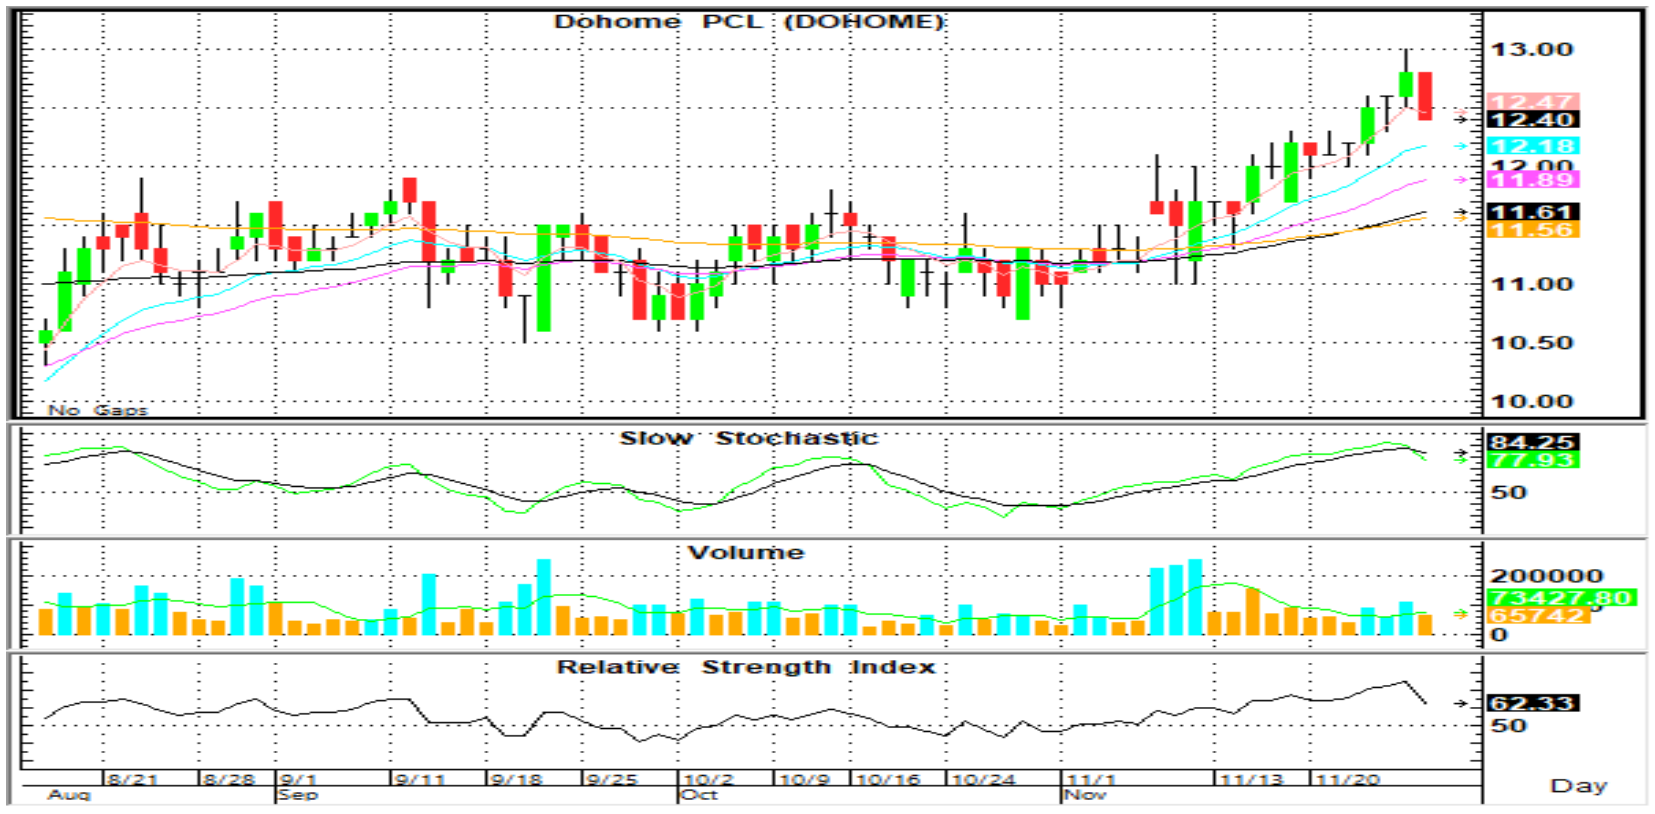 Dohome PCL (DOHOME)
13.00
12.47
12.40
12.18
12.00
11.89
11.61
11.56
11.00
10.50
10.00
No Gaps
Slow Stochastic
84.25
77.93
50
Volume
200000
73427.80
65742
0
Relative Strength Index
62.33
50
8/21 8/28 9/1 9/11 9/18 9/25 10/2 10/9 10/16 10/24 11/1 11/13 11/20
Aug Sep Oct Nov
Day